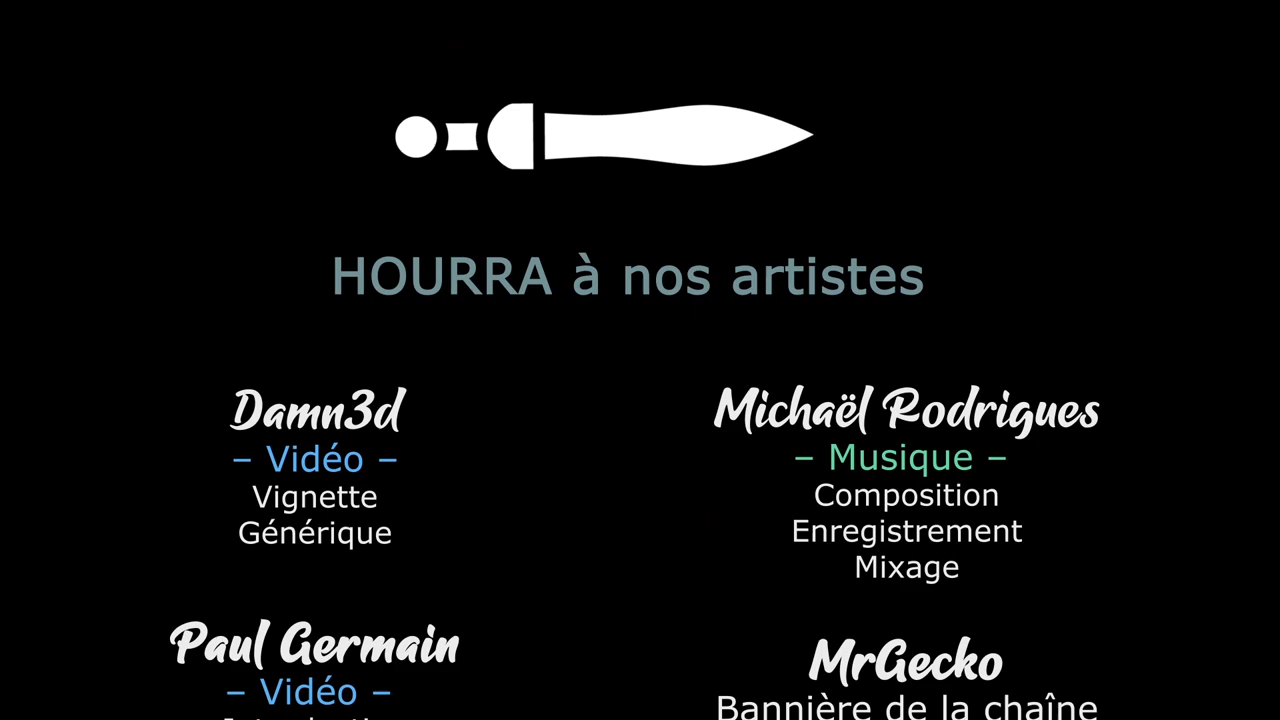 HOURRA à nos artistes
Damn3d
– Vidéo –
Vignette
Générique
Michaël Rodrigues
– Musique –
Composition
Enregistrement
Mixage
Paul Germain
– Vidéo –
MrGecko
Bannière de la chaîne